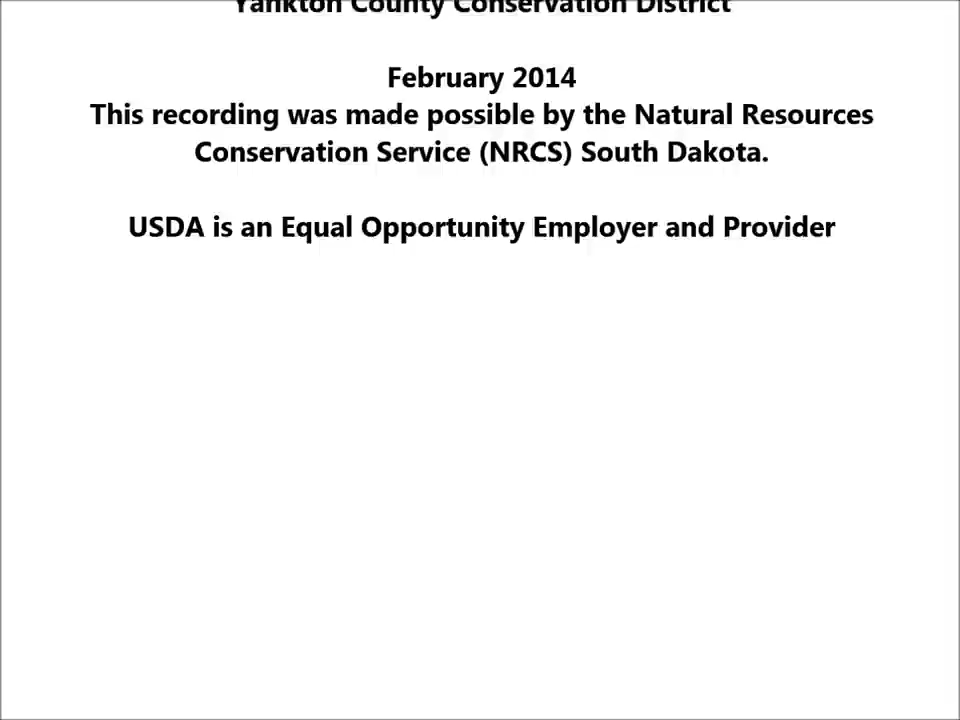 Yankton County Conservation District
February 2014
This recording was made possible by the Natural Resources
Conservation Service (NRCS) South Dakota.
USDA is an Equal Opportunity Employer and Provider